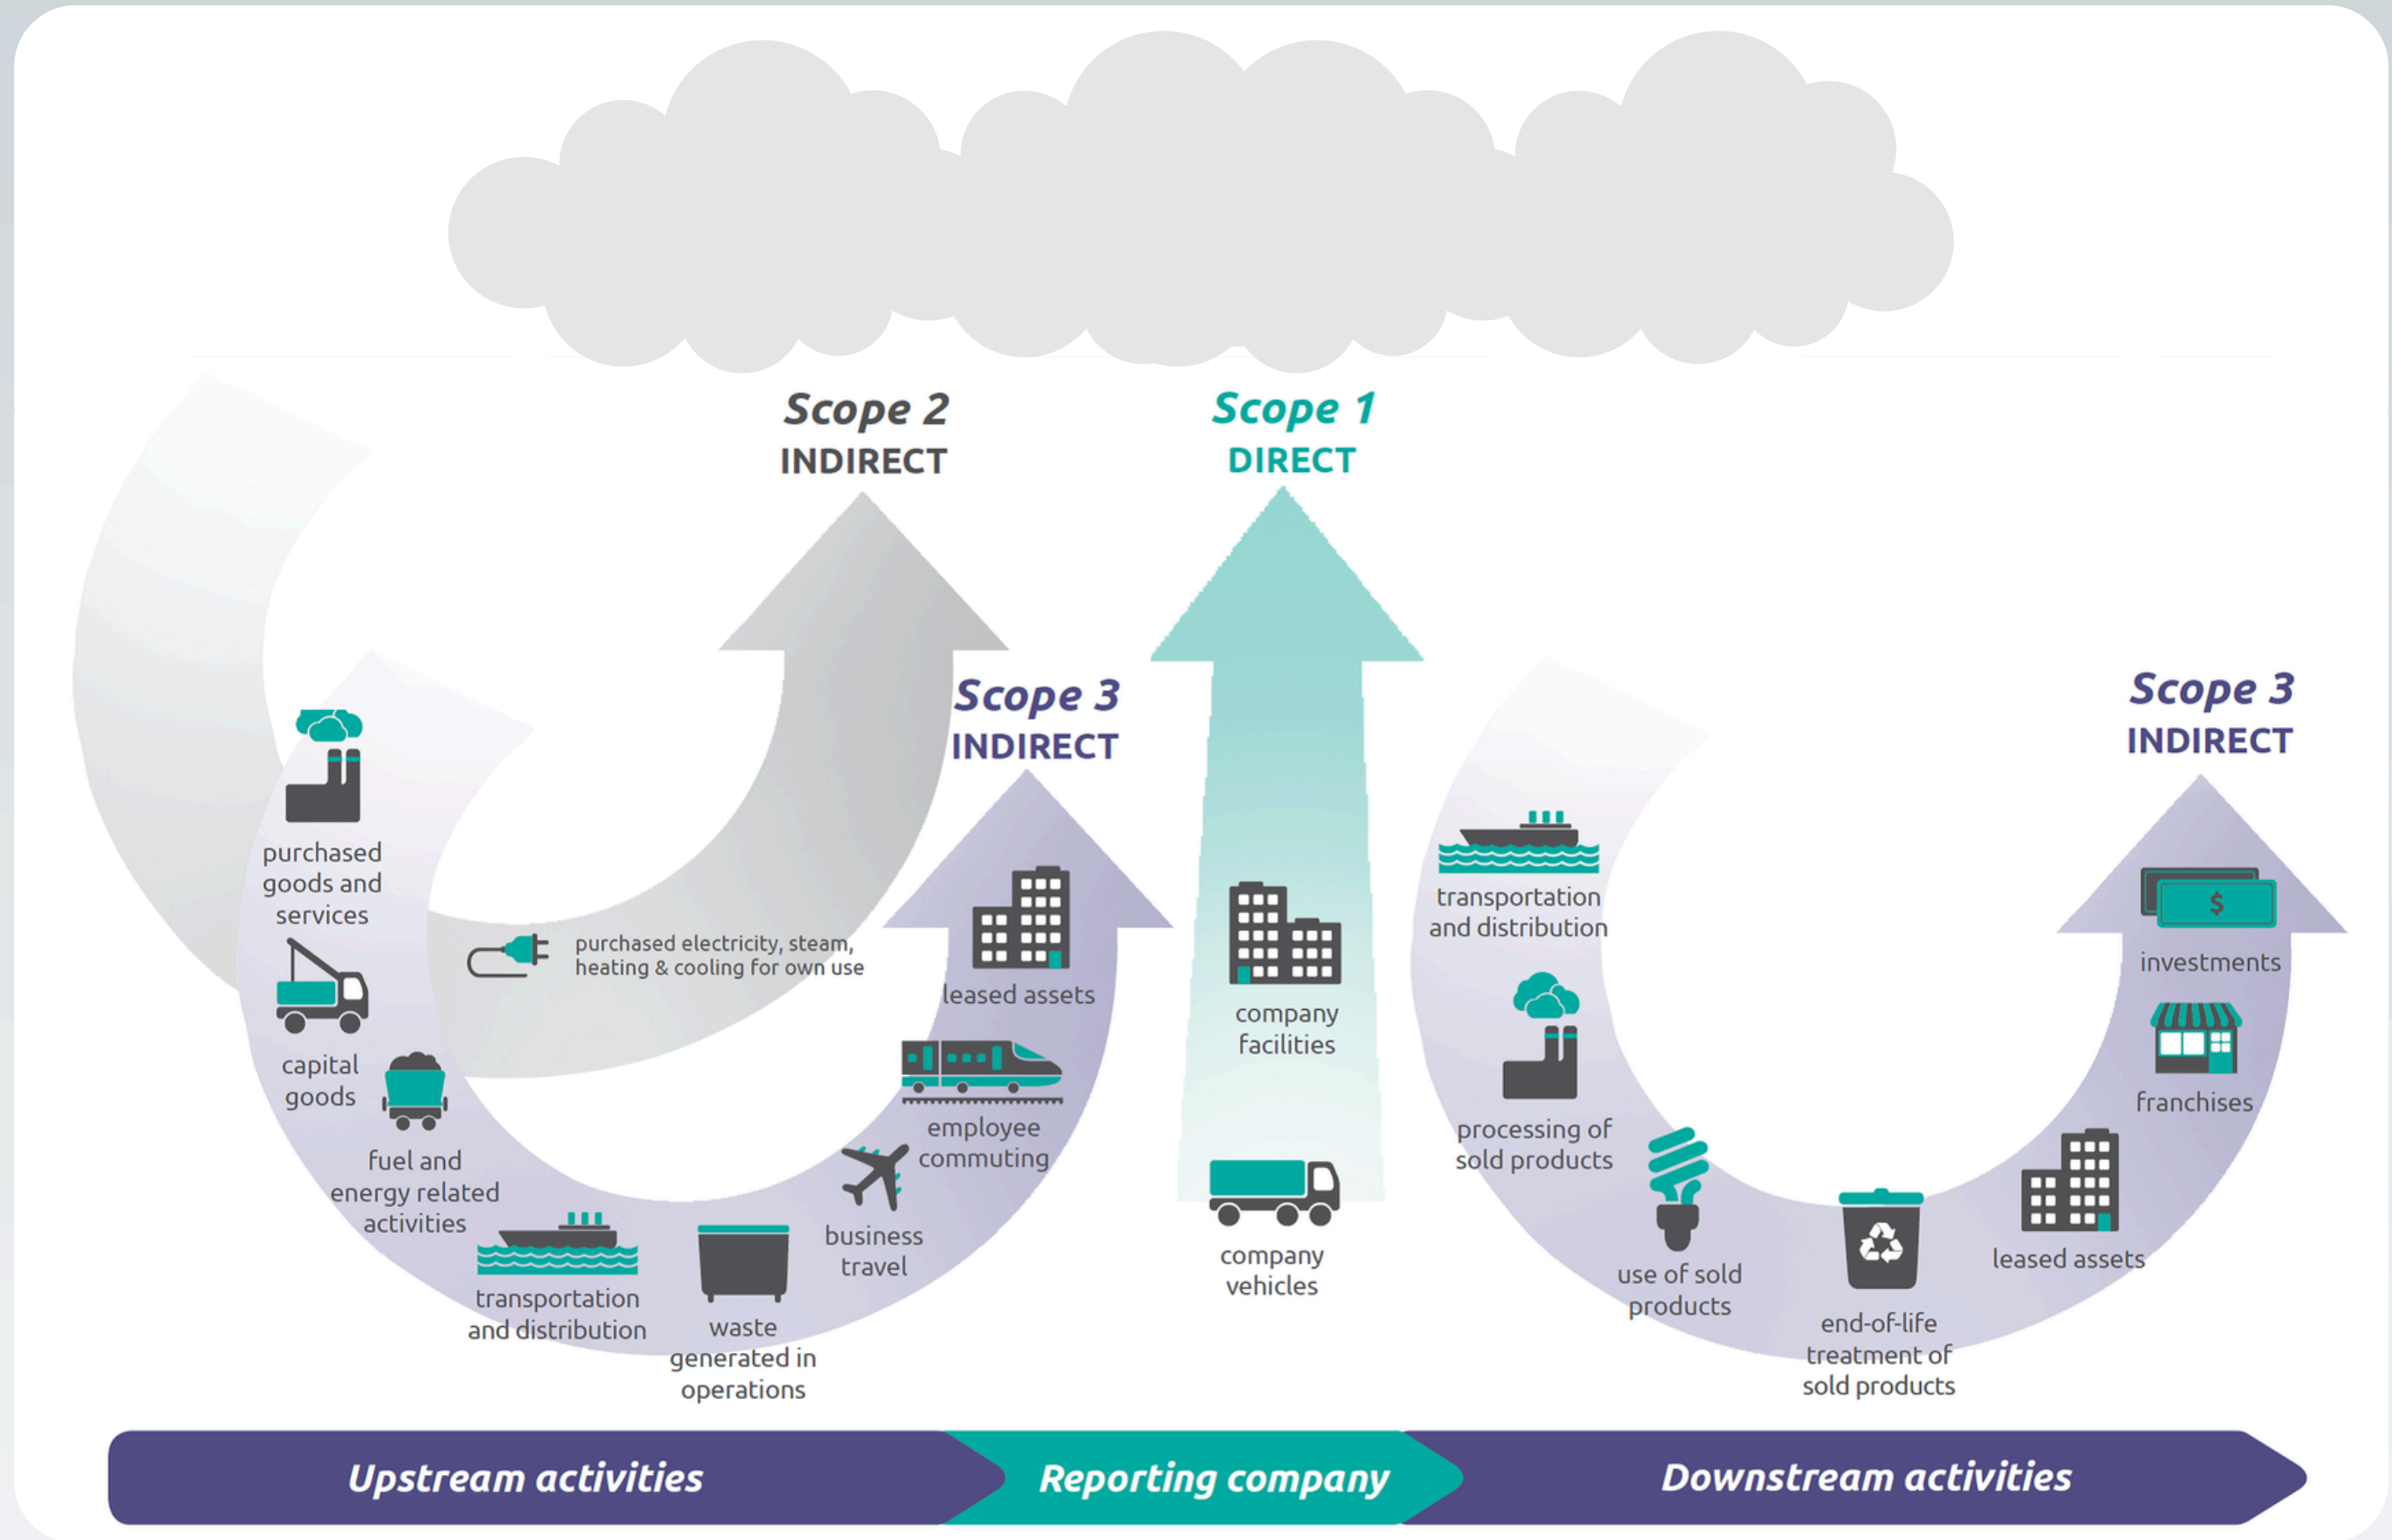 Scope 2
INDIRECT
Scope 1
DIRECT
Scope 3
INDIRECT
Scope 3
INDIRECT
purchased
goods and
services
capital
goods
fuel and
energy related
activities
purchased electricity, steam,
heating & cooling for own use
transportation
and distribution
waste
generated in
operations
business
travel
employee
commuting
leased assets
company
facilities
company
vehicles
transportation
and distribution
processing of
sold products
use of sold
products
end-of-life
treatment of
sold products
leased assets
franchises
$
investments
Upstream activities
Reporting company
Downstream activities